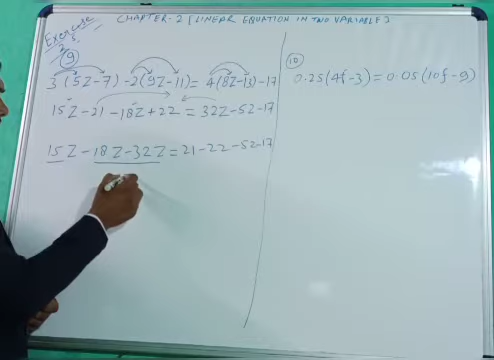 CHAPTER-2 [LINEAR EQUATION IN TWO VARIABLE]
Exercise
2.5
(9)
3(5Z-7)-2(9Z-11)=4(8Z-13)-17
15Z-21-18Z+22=32Z-52-17
15Z-18Z-32Z=21-22-52-17
(10)
0.25(4f-3)=0.05(10f-9)